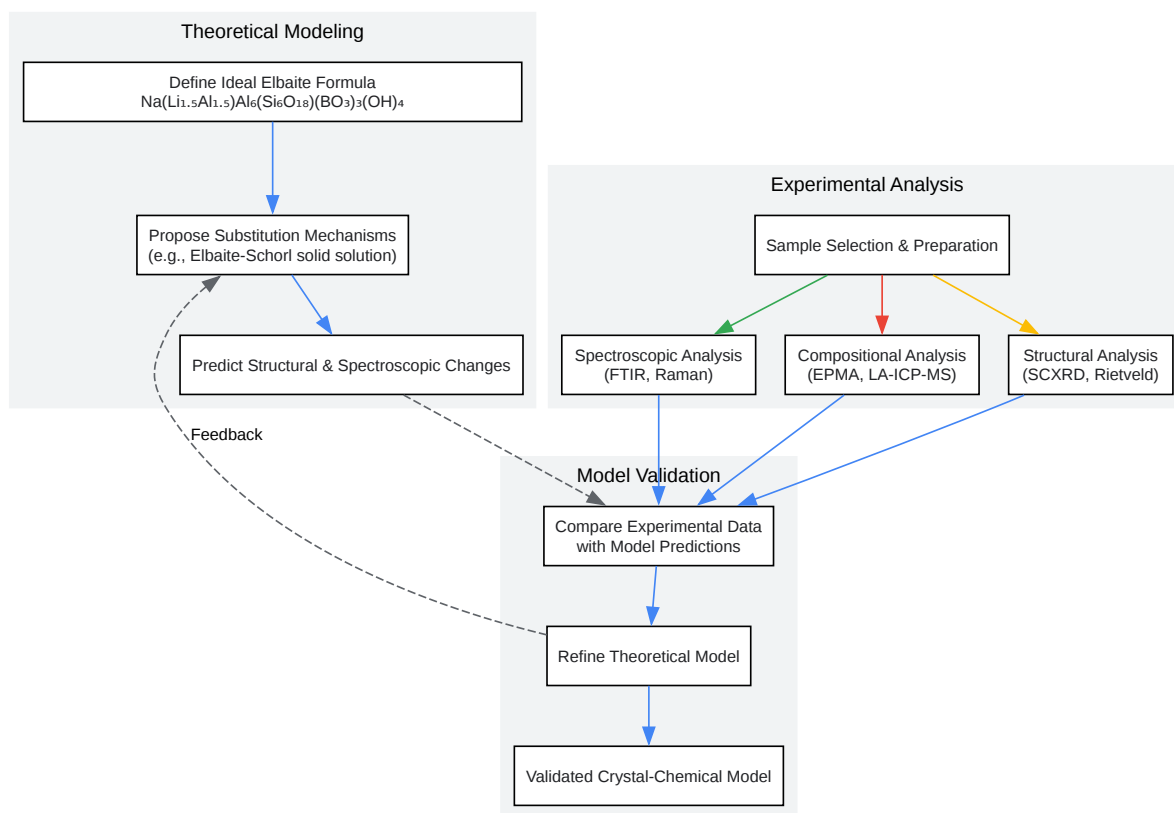 Theoretical Modeling
Define Ideal Elbaite Formula
Na(Li₁.₅Al₁.₅)Al₆(Si₆O₁₈)(BO₃)₃(OH)₄
Propose Substitution Mechanisms
(e.g., Elbaite-Schorl solid solution)
Predict Structural & Spectroscopic Changes
Experimental Analysis
Sample Selection & Preparation
Spectroscopic Analysis
(FTIR, Raman)
Compositional Analysis
(EPMA, LA-ICP-MS)
Structural Analysis
(SCXRD, Rietveld)
Feedback
Model Validation
Compare Experimental Data
with Model Predictions
Refine Theoretical Model
Validated Crystal-Chemical Model